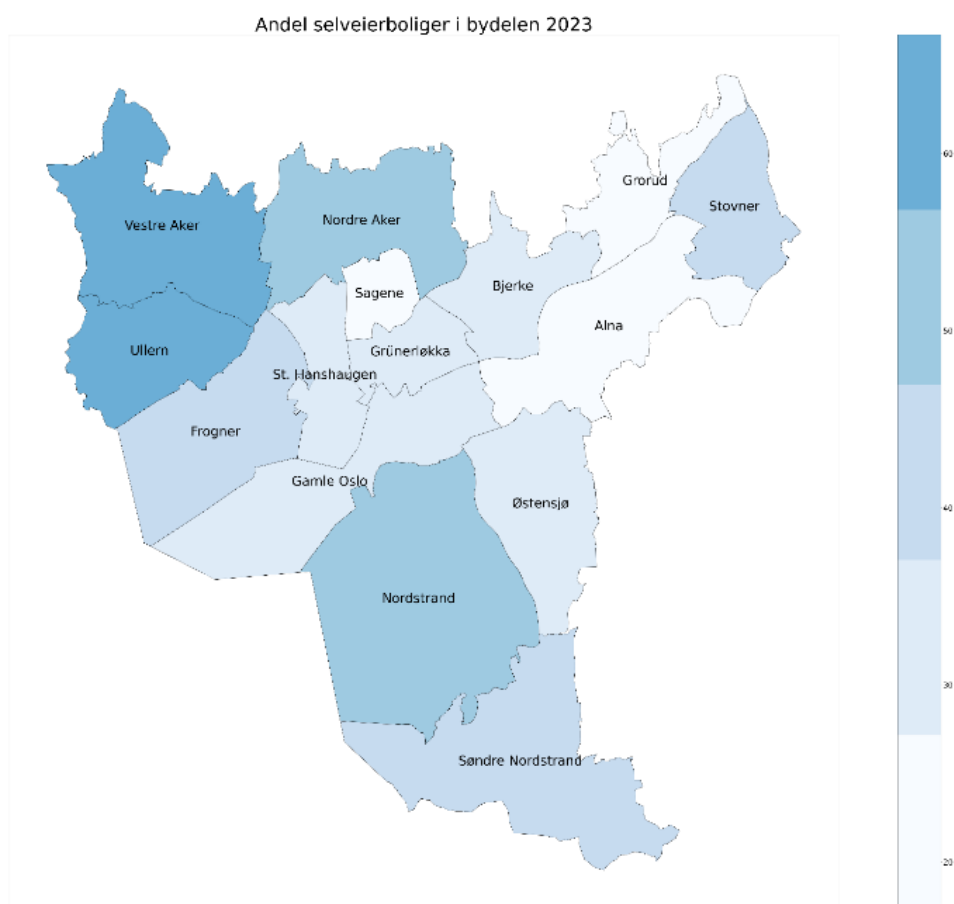 Andel selveierboliger i bydelen 2023
60
Grorud
Stovner
Nordre Aker
Vestre Aker
Bjerke
Sagene
Alna
50
Ullern
Grünerløkka
St. Hanshaugen
Frogner
Gamle Oslo
Østensjø
40
Nordstrand
30
Søndre Nordstrand
20